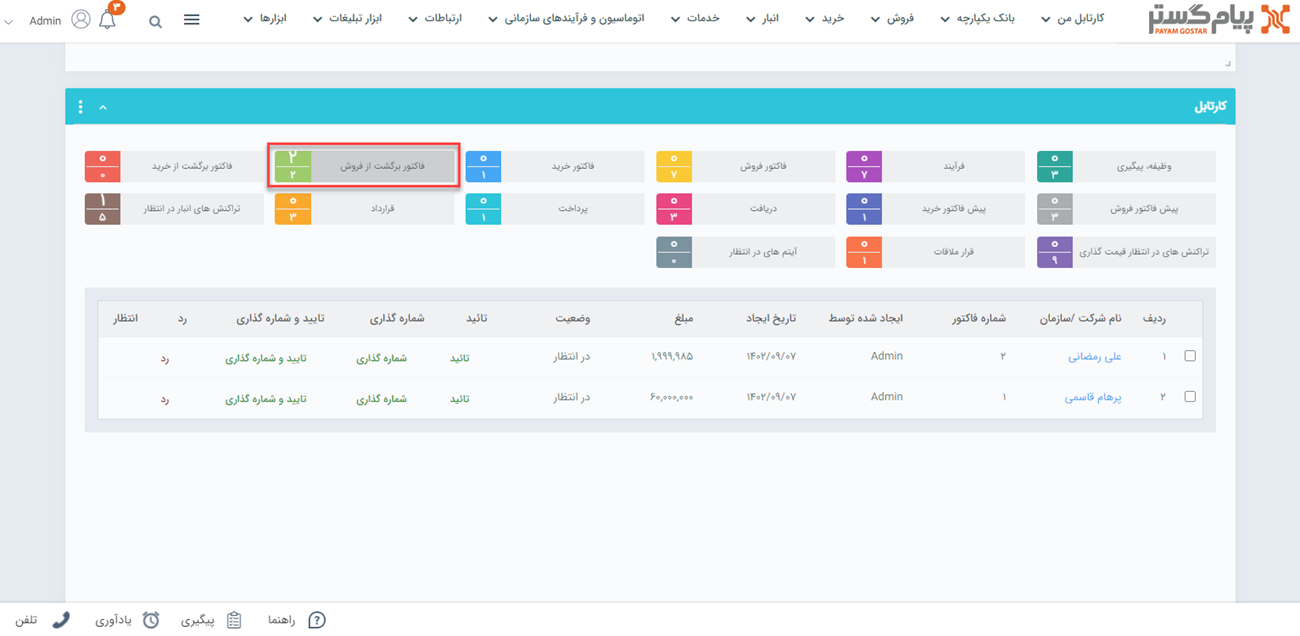 پیام گستر
PAYAM GOSTAR
کارتابل من
بانک یکپارچه
فروش
خرید
انبار
خدمات
اتوماسیون و فرآیندهای سازمانی
ارتباطات
ابزار تبلیغات
ابزارها
۳
Admin
کارتابل
وظیفه، پیگیری ۰ ۳
فرآیند ۰ ۷
فاکتور فروش ۰ ۷
فاکتور خرید ۰ ۱
فاکتور برگشت از فروش ۲ ۲
فاکتور برگشت از خرید ۰ ۰
پیش فاکتور فروش ۰ ۳
پیش فاکتور خرید ۰ ۱
دریافت ۰ ۳
پرداخت ۰ ۱
قرارداد ۰ ۳
تراکنش های انبار در انتظار ۱ ۵
تراکنش های در انتظار قیمت گذاری ۰ ۹
قرار ملاقات ۰ ۱
آیتم های در انتظار ۰ ۰
ردیف نام شرکت /سازمان شماره فاکتور ایجاد شده توسط تاریخ ایجاد مبلغ وضعیت تائید شماره گذاری تایید و شماره گذاری رد انتظار
۱ علی رمضانی ۲ Admin ۱۴۰۲/۰۹/۰۷ ۱,۹۹۹,۹۸۵ در انتظار تائید شماره گذاری تایید و شماره گذاری رد
۲ پرهام قاسمی ۱ Admin ۱۴۰۲/۰۹/۰۷ ۶۰,۰۰۰,۰۰۰ در انتظار تائید شماره گذاری تایید و شماره گذاری رد
راهنما
پیگیری
یادآوری
تلفن